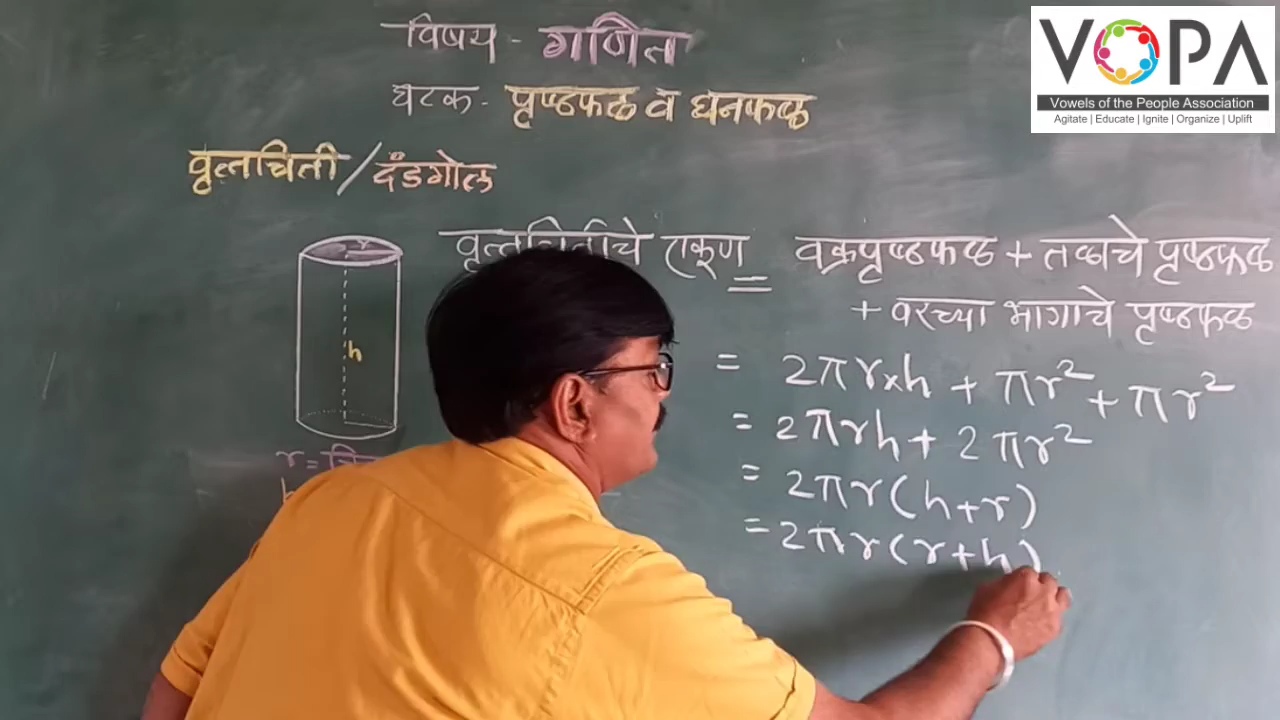 विषय - गणित
घटक - पृष्ठफळ व घनफळ
वृत्तचिती / दंडगोल
r
h
r =
h
वृत्तचितीचे एकूण = वक्रपृष्ठफळ + तळाचे पृष्ठफळ
+ वरच्या भागाचे पृष्ठफळ
= 2πr×h + πr² + πr²
= 2πrh + 2πr²
= 2πr(h+r)
= 2πr(r+h)
VOPA
Vowels of the People Association
Agitate | Educate | Ignite | Organize | Uplift